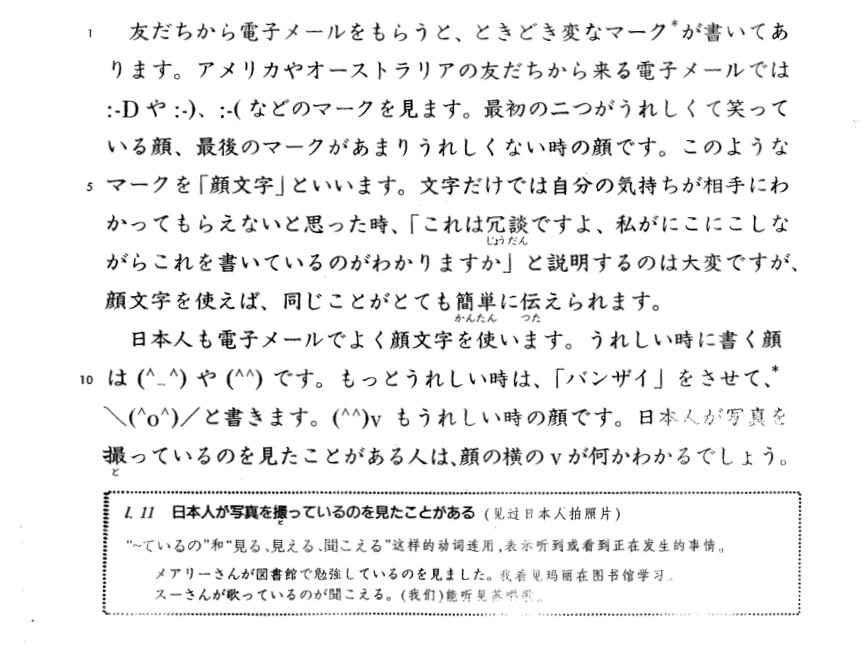 1 友だちから電子メールをもらうと、ときどき変なマーク*が書いてあ
ります。アメリカやオーストラリアの友だちから来る電子メールでは
:-D や :-)、:-( などのマークを見ます。最初の二つがうれしくて笑って
いる顔、最後のマークがあまりうれしくない時の顔です。このような
5 マークを「顔文字」といいます。文字だけでは自分の気持ちが相手にわ
かってもらえないと思った時、「これは冗談ですよ、私がにこにこしな
じょうだん
がらこれを書いているのがわかりますか」と説明するのは大変ですが、
顔文字を使えば、同じことがとても簡単に伝えられます。
かんたん つた
日本人も電子メールでよく顔文字を使います。うれしい時に書く顔
10 は (^_^) や (^^) です。もっとうれしい時は、「バンザイ」をさせて、*
＼(^o^)／と書きます。(^^)v もうれしい時の顔です。日本人が写真を
撮っているのを見たことがある人は、顔の横の v が何かわかるでしょう。
と
l. 11 日本人が写真を撮っているのを見たことがある (见过日本人拍照片)
と
“~ているの”和“見る、見える、聞こえる”这样的动词连用,表示听到或看到正在发生的事情。
メアリーさんが図書館で勉強しているのを見ました。我看见玛丽在图书馆学习。
スーさんが歌っているのが聞こえる。(我们)能听见苏唱歌。